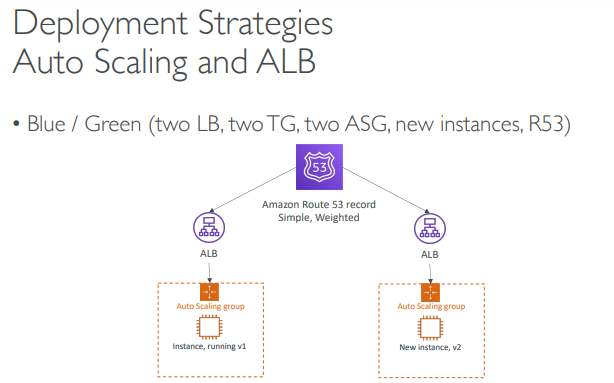 Deployment Strategies
Auto Scaling and ALB
• Blue / Green (two LB, two TG, two ASG, new instances, R53)
53
Amazon Route 53 record
Simple, Weighted
ALB
ALB
Auto Scaling group
Auto Scaling group
Instance, running v1
New instance, v2